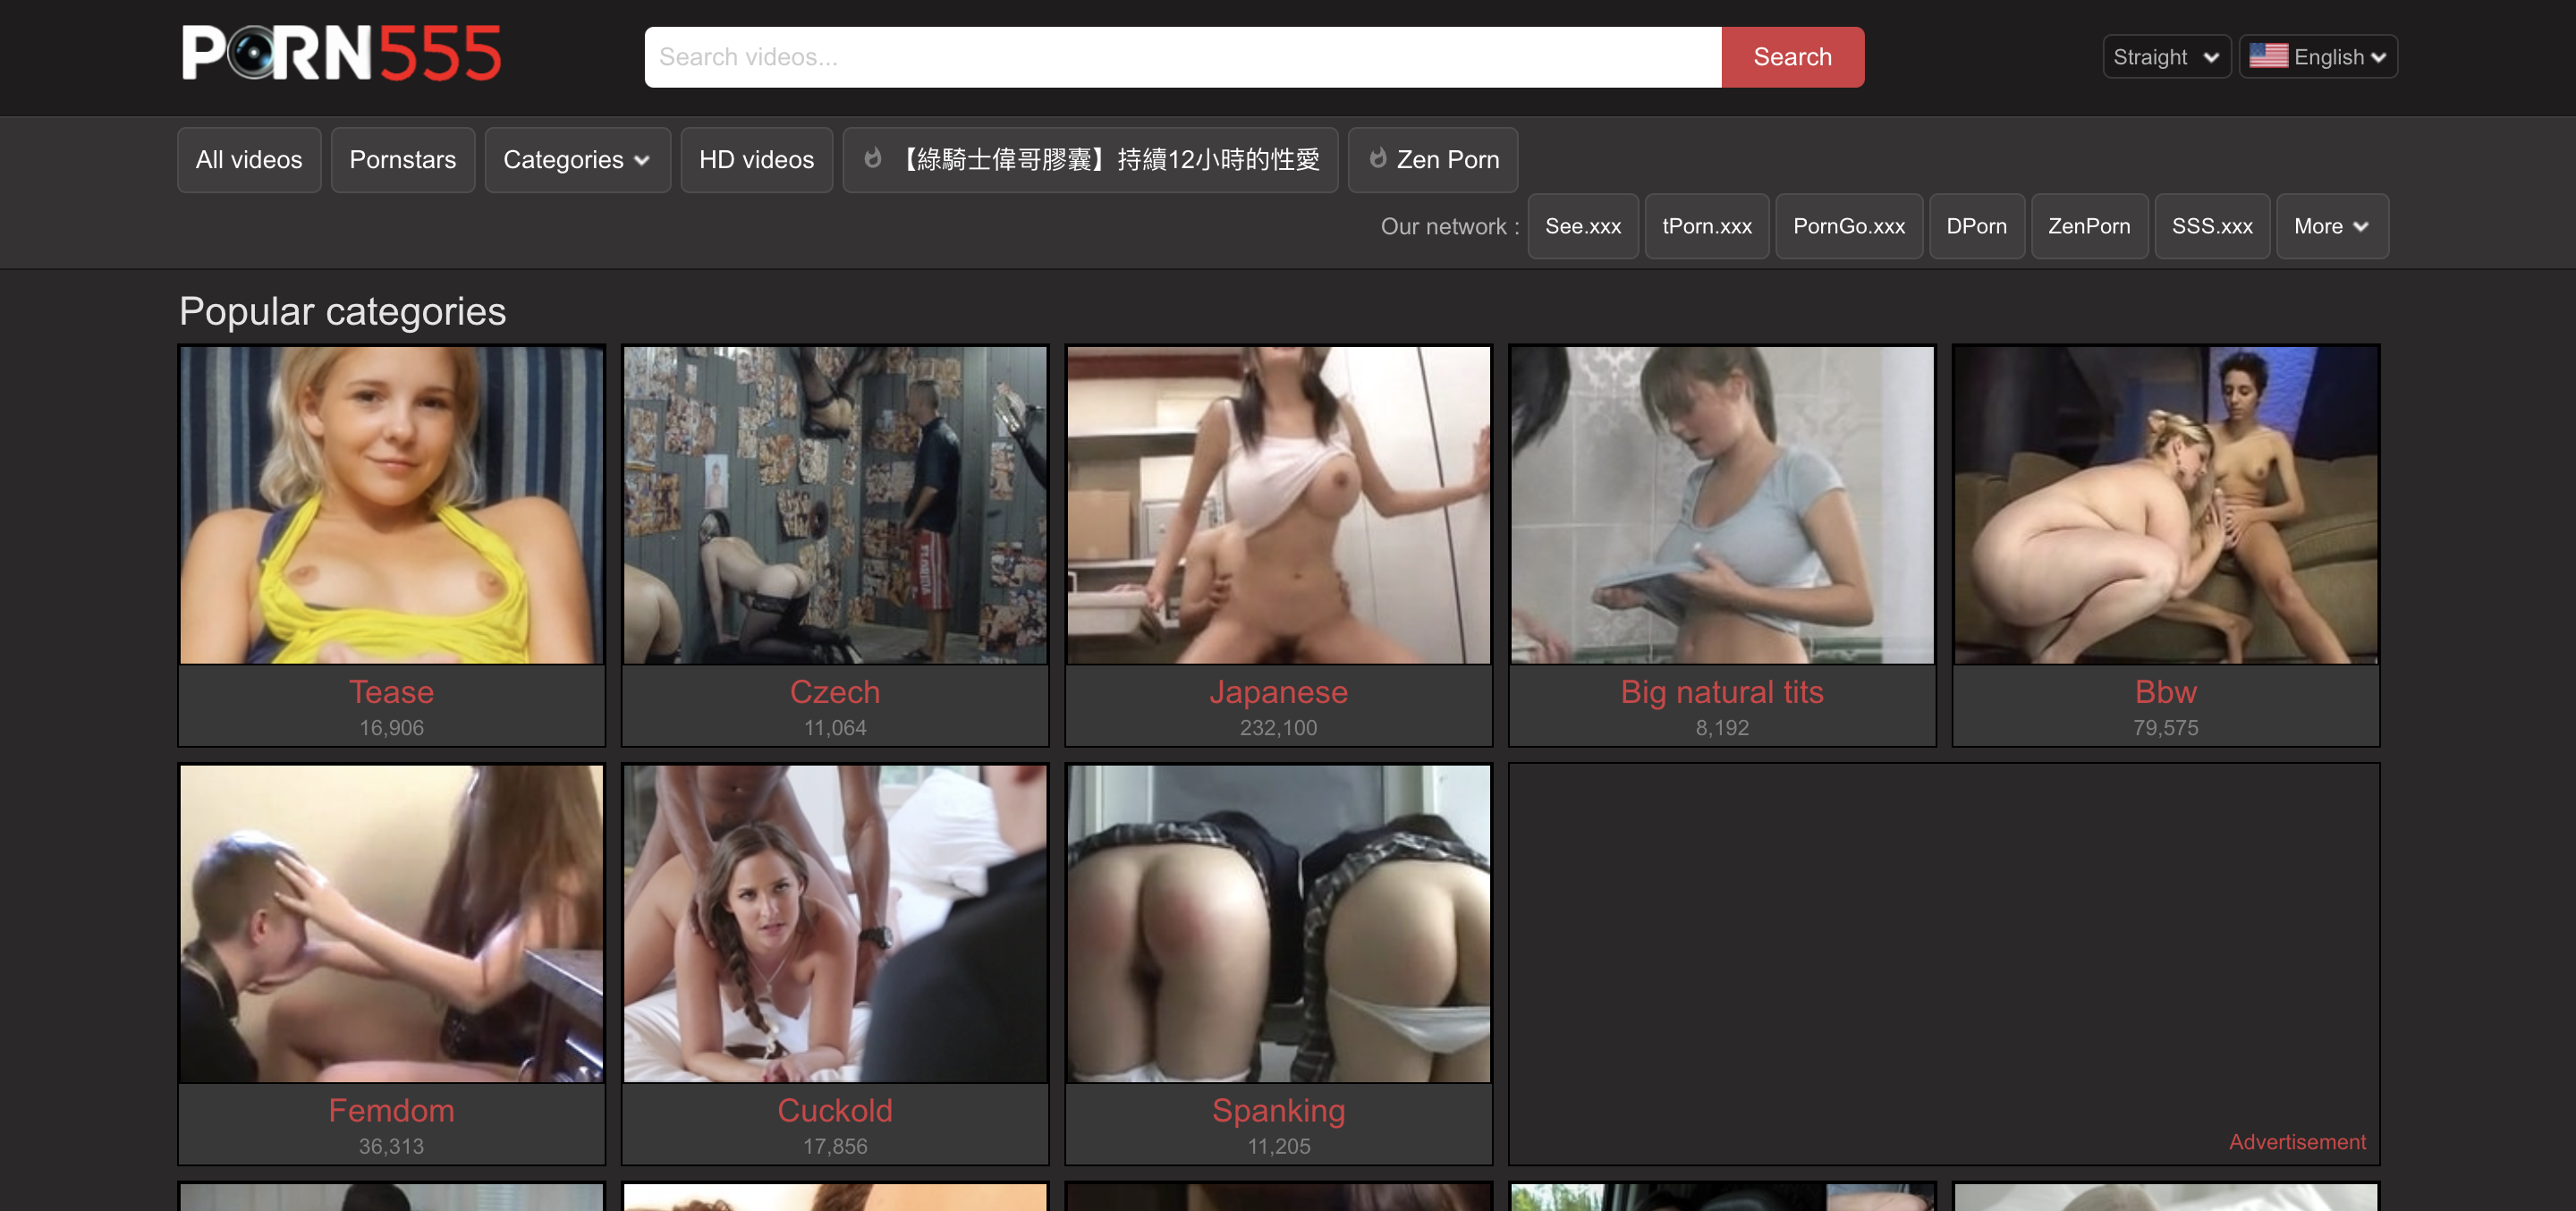 PORN555
Search videos...
Search
Straight
English
All videos
Pornstars
Categories
HD videos
【綠騎士偉哥膠囊】持續12小時的性愛
Zen Porn
Our network :
See.xxx
tPorn.xxx
PornGo.xxx
DPorn
ZenPorn
SSS.xxx
More
Popular categories
Tease
16,906
Czech
11,064
Japanese
232,100
Big natural tits
8,192
Bbw
79,575
Femdom
36,313
Cuckold
17,856
Spanking
11,205
Advertisement